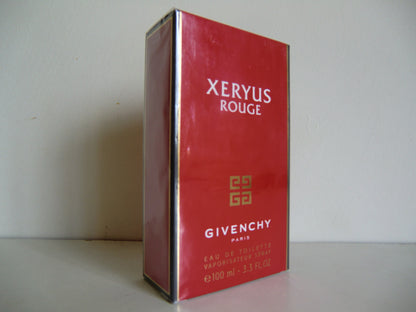 XERYUS
ROUGE
GIVENCHY
PARIS
EAU DE TOILETTE
VAPORISATEUR SPRAY
℮100 ml - 3.3 FL.OZ